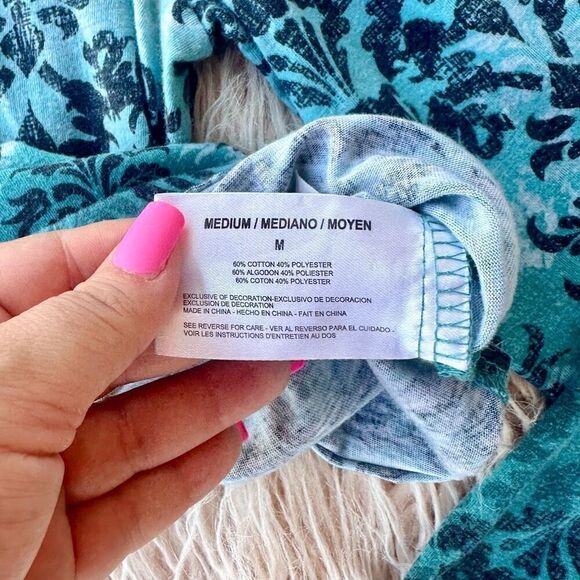 MEDIUM / MEDIANO / MOYEN
M
60% COTTON 40% POLYESTER
60% ALGODON 40% POLIESTER
60% COTON 40% POLYESTER
EXCLUSIVE OF DECORATION-EXCLUSIVO DE DECORACION
EXCLUSION DE DECORATION
MADE IN CHINA - HECHO EN CHINA - FAIT EN CHINA
SEE REVERSE FOR CARE - VER AL REVERSO PARA EL CUIDADO -
VOIR LES INSTRUCTIONS D'ENTRETIEN AU DOS